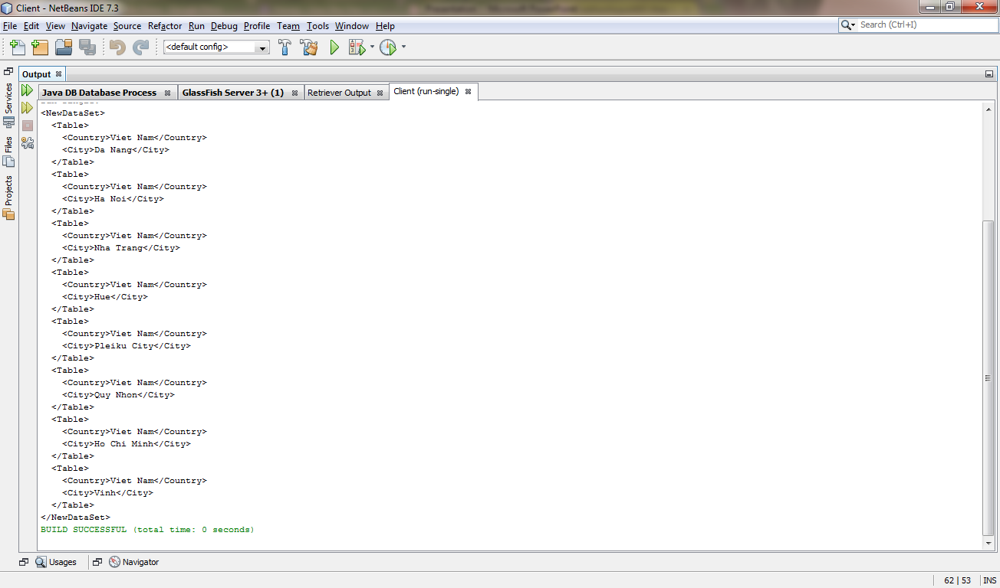 Client - NetBeans IDE 7.3
File Edit View Navigate Source Refactor Run Debug Profile Team Tools Window Help
Search (Ctrl+I)
<default config>
Services
Files
Projects
Output
Java DB Database Process GlassFish Server 3+ (1) Retriever Output Client (run-single)
<NewDataSet>
<Table>
<Country>Viet Nam</Country>
<City>Da Nang</City>
</Table>
<Table>
<Country>Viet Nam</Country>
<City>Ha Noi</City>
</Table>
<Table>
<Country>Viet Nam</Country>
<City>Nha Trang</City>
</Table>
<Table>
<Country>Viet Nam</Country>
<City>Hue</City>
</Table>
<Table>
<Country>Viet Nam</Country>
<City>Pleiku City</City>
</Table>
<Table>
<Country>Viet Nam</Country>
<City>Quy Nhon</City>
</Table>
<Table>
<Country>Viet Nam</Country>
<City>Ho Chi Minh</City>
</Table>
<Table>
<Country>Viet Nam</Country>
<City>Vinh</City>
</Table>
</NewDataSet>
BUILD SUCCESSFUL (total time: 0 seconds)
Usages Navigator
62 | 53 INS